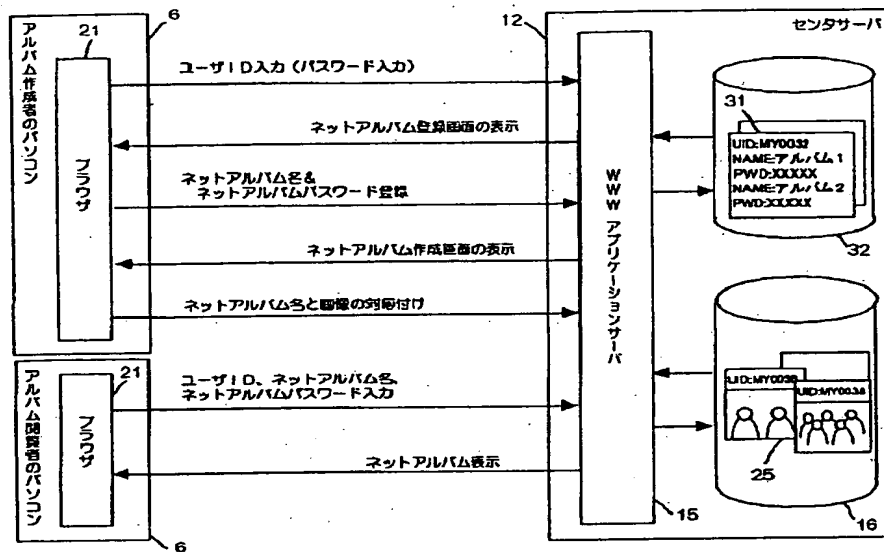 6
12
センタサーバ
アルバム作成者のパソコン
21
ブラウザ
ユーザID入力(パスワード入力)
ネットアルバム登録画面の表示
ネットアルバム名&
ネットアルバムパスワード登録
ネットアルバム作成画面の表示
ネットアルバム名と画像の対応付け
WWWアプリケーションサーバ
31
UID:MY0032
NAME:アルバム1
PWD:XXXXX
NAME:アルバム2
PWD:XXXXX
32
アルバム閲覧者のパソコン
21
ブラウザ
ユーザID、ネットアルバム名、
ネットアルバムパスワード入力
ネットアルバム表示
25
15
16
6